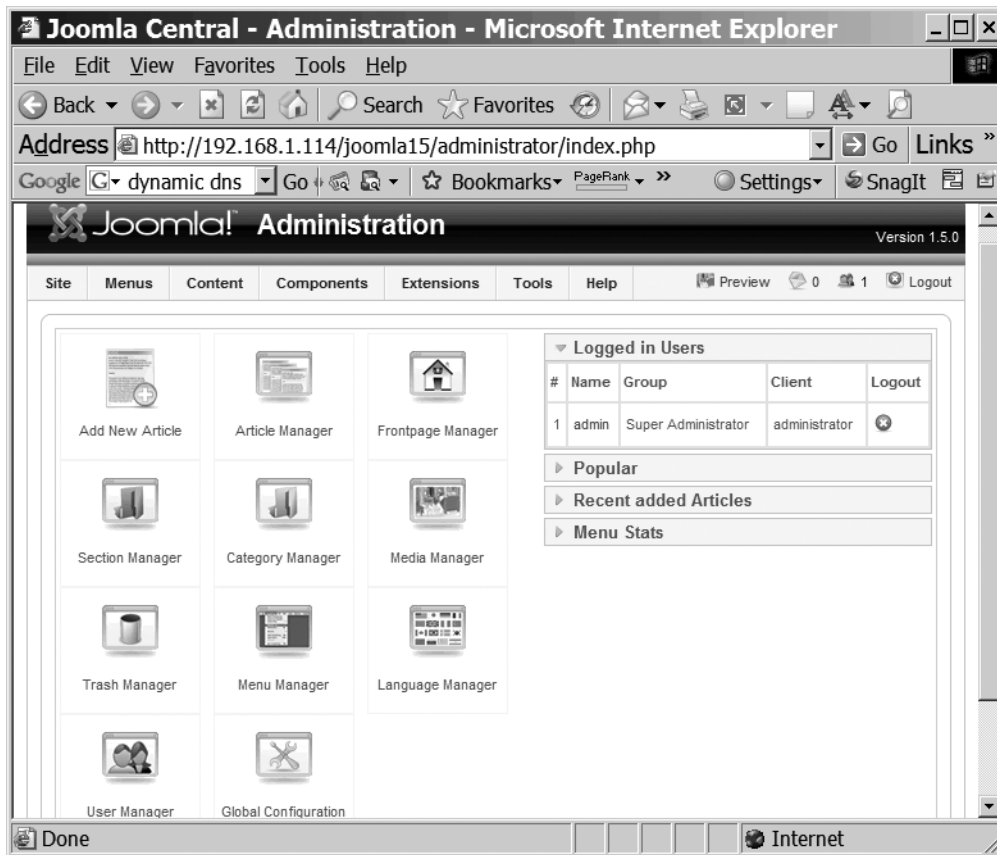 Joomla Central - Administration - Microsoft Internet Explorer
File Edit View Favorites Tools Help
Back Search Favorites
Address http://192.168.1.114/joomla15/administrator/index.php Go Links »
Google G dynamic dns Go Bookmarks PageRank » Settings SnagIt
Joomla!™ Administration
Version 1.5.0
Site Menus Content Components Extensions Tools Help Preview 0 1 Logout
Logged in Users
# Name Group Client Logout
1 admin Super Administrator administrator
Popular
Recent added Articles
Menu Stats
Add New Article Article Manager Frontpage Manager
Section Manager Category Manager Media Manager
Trash Manager Menu Manager Language Manager
User Manager Global Configuration
Done Internet